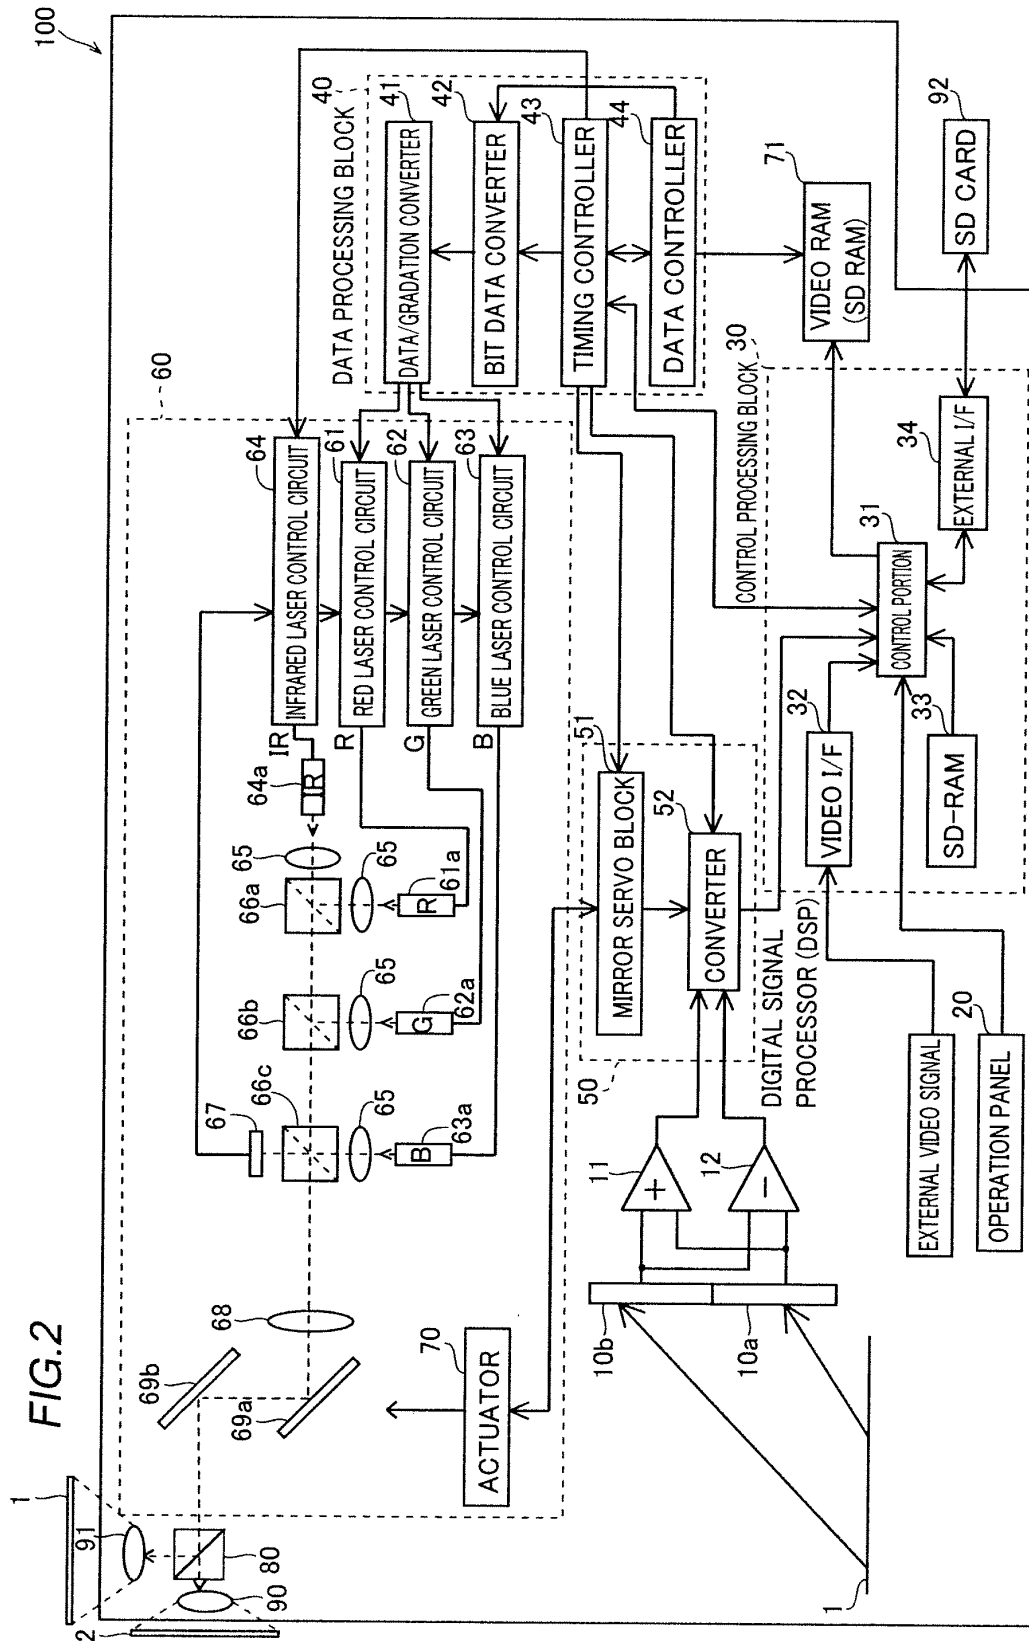 FIG.2
100
60
DATA PROCESSING BLOCK
40
DATA/GRADATION CONVERTER
41
BIT DATA CONVERTER
42
TIMING CONTROLLER
43
DATA CONTROLLER
44
INFRARED LASER CONTROL CIRCUIT
64
RED LASER CONTROL CIRCUIT
61
GREEN LASER CONTROL CIRCUIT
62
BLUE LASER CONTROL CIRCUIT
63
IR
R
G
B
64a
IR
65
66a
65
R
61a
66b
65
G
62a
67
66c
65
B
63a
68
69b
69a
70
ACTUATOR
1
91
80
90
2
MIRROR SERVO BLOCK
51
CONVERTER
52
50
DIGITAL SIGNAL
PROCESSOR (DSP)
11
+
12
−
10b
10a
1
VIDEO RAM
(SD RAM)
71
SD CARD
92
CONTROL PROCESSING BLOCK
30
EXTERNAL I/F
34
CONTROL PORTION
31
VIDEO I/F
32
SD-RAM
33
EXTERNAL VIDEO SIGNAL
OPERATION PANEL
20